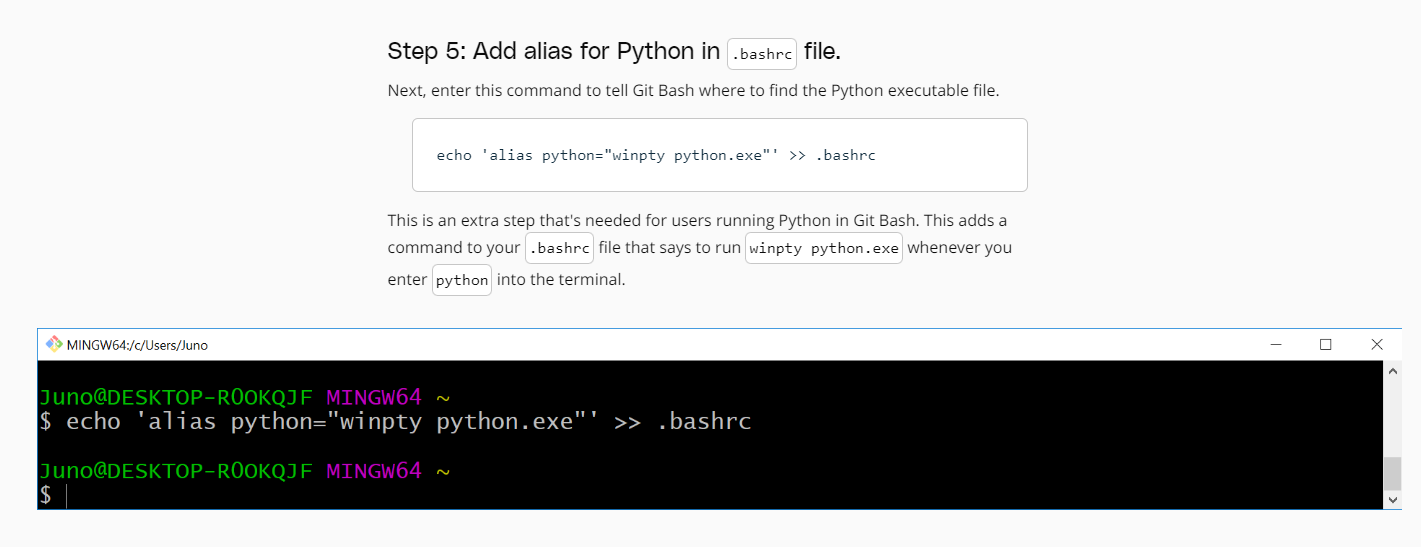 Step 5: Add alias for Python in .bashrc file.
Next, enter this command to tell Git Bash where to find the Python executable file.
echo 'alias python="winpty python.exe"' >> .bashrc
This is an extra step that's needed for users running Python in Git Bash. This adds a
command to your .bashrc file that says to run winpty python.exe whenever you
enter python into the terminal.
MINGW64:/c/Users/Juno
Juno@DESKTOP-R0OKQJF MINGW64 ~
$ echo 'alias python="winpty python.exe"' >> .bashrc
Juno@DESKTOP-R0OKQJF MINGW64 ~
$